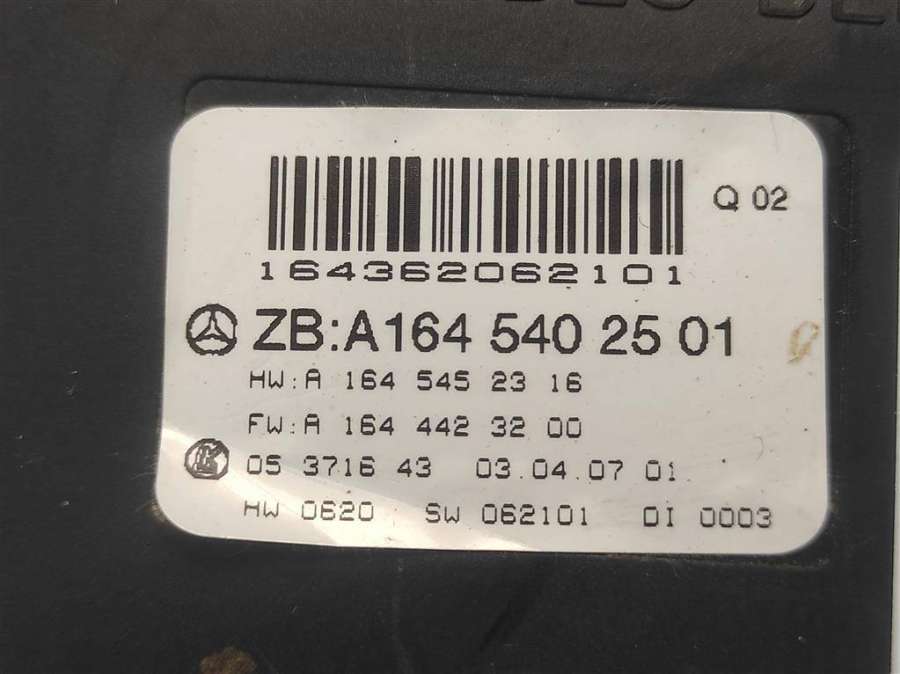 Q 02
164362062101
ZB:A164 540 25 01
HW:A 164 545 23 16
FW:A 164 442 32 00
05 3716 43 03.04.07 01
HW 0620 SW 062101 DI 0003